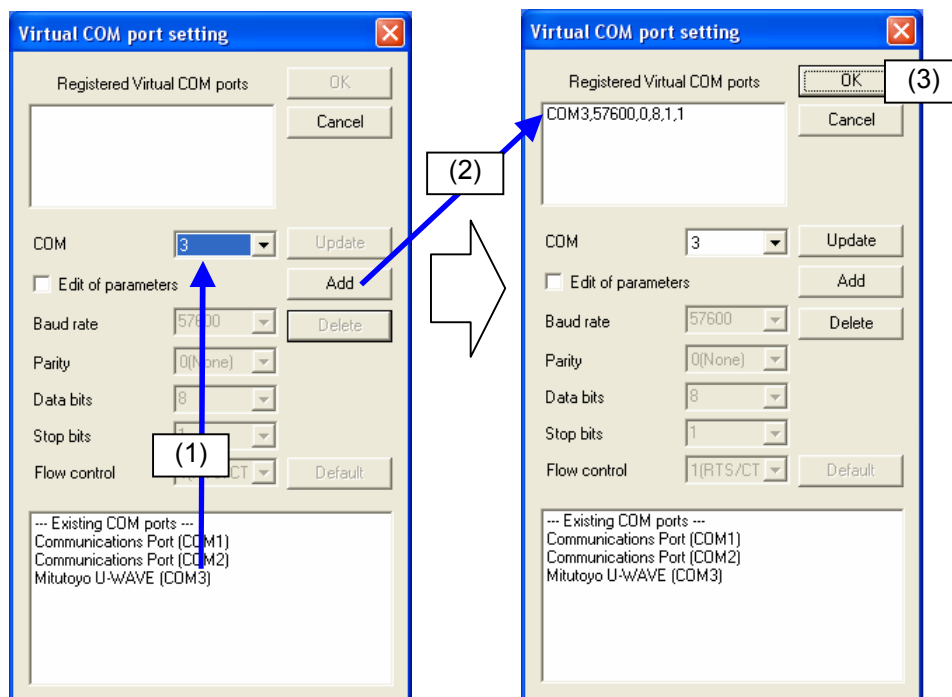 Virtual COM port setting
Registered Virtual COM ports
OK
Cancel
COM
3
Update
Edit of parameters
Add
Baud rate
57600
Delete
Parity
0(None)
Data bits
8
Stop bits
Flow control
Default
--- Existing COM ports ---
Communications Port (COM1)
Communications Port (COM2)
Mitutoyo U-WAVE (COM3)
(1)
(2)
Virtual COM port setting
Registered Virtual COM ports
OK
(3)
COM3,57600,0,8,1,1
Cancel
COM
3
Update
Edit of parameters
Add
Baud rate
57600
Delete
Parity
0(None)
Data bits
8
Stop bits
1
Flow control
1(RTS/CT
Default
--- Existing COM ports ---
Communications Port (COM1)
Communications Port (COM2)
Mitutoyo U-WAVE (COM3)